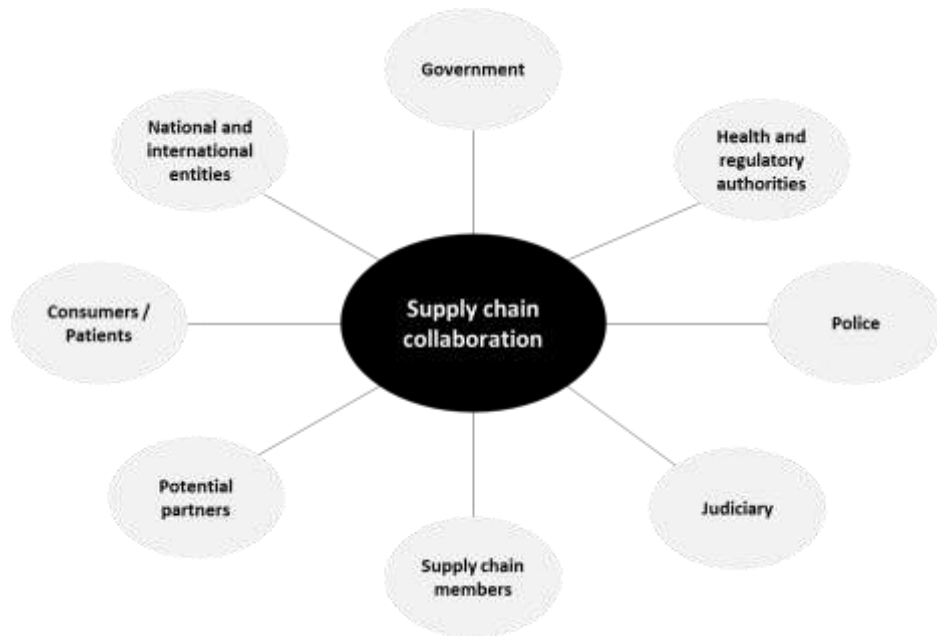 Government
National and
international
entities
Health and
regulatory
authorities
Consumers /
Patients
Supply chain
collaboration
Police
Potential
partners
Judiciary
Supply chain
members